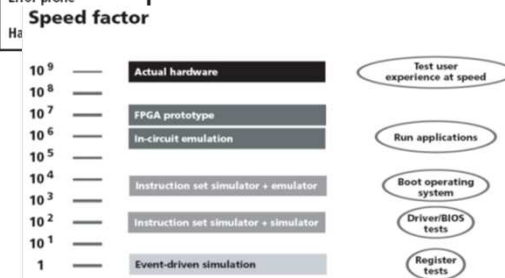 Error prone
Speed factor
Ha
10 9
Actual hardware
Test user
experience at speed
10 8
10 7
FPGA prototype
10 6
In-circuit emulation
Run applications
10 5
10 4
Instruction set simulator + emulator
Boot operating
system
10 3
10 2
Instruction set simulator + simulator
Driver/BIOS
tests
10 1
1
Event-driven simulation
Register
tests